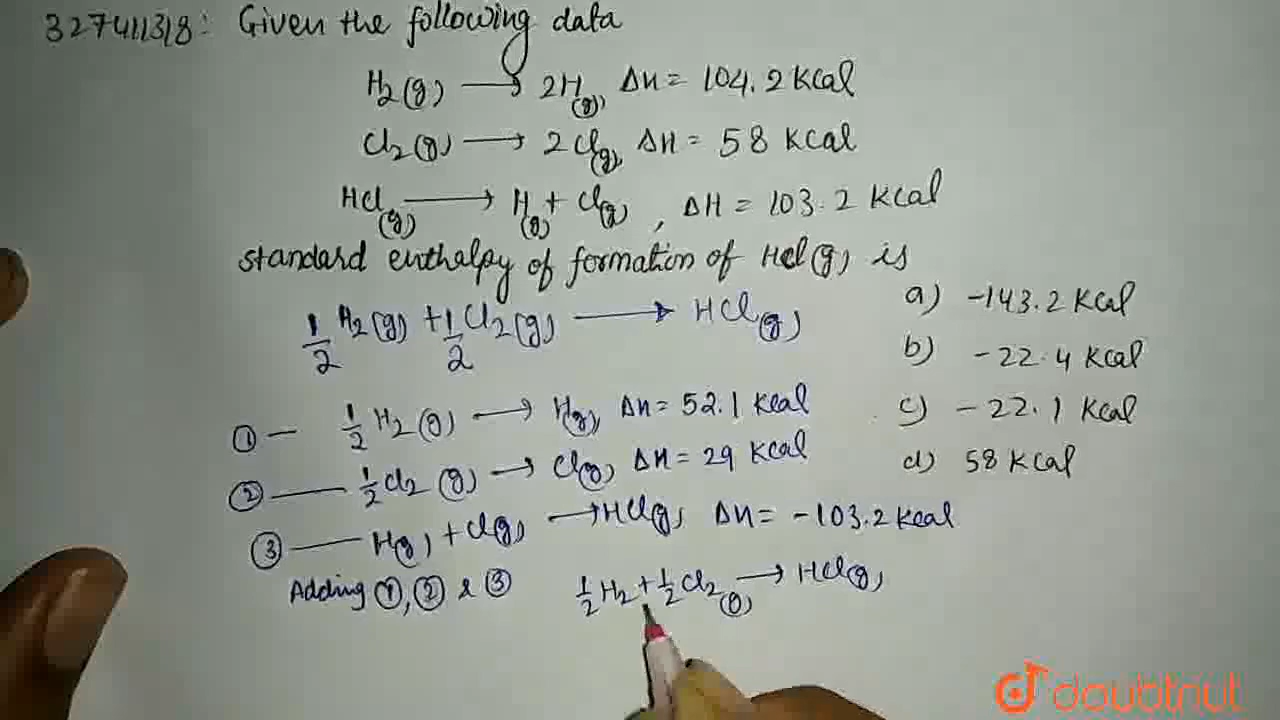 327411318: Given the following data
H2(g) → 2H(g), ΔH = 104.2 Kcal
Cl2(g) → 2Cl(g), ΔH = 58 Kcal
HCl(g) → H(g) + Cl(g), ΔH = 103.2 Kcal
standard enthalpy of formation of HCl(g) is
a) -143.2 Kcal
b) -22.4 Kcal
c) -22.1 Kcal
d) 58 Kcal
1/2 H2(g) + 1/2 Cl2(g) → HCl(g)
① — 1/2 H2(g) → H(g), ΔH = 52.1 Kcal
② — 1/2 Cl2(g) → Cl(g), ΔH = 29 Kcal
③ — H(g) + Cl(g) → HCl(g), ΔH = -103.2 Kcal
Adding ①, ② & ③ 1/2 H2 + 1/2 Cl2(g) → HCl(g)
doubtnut